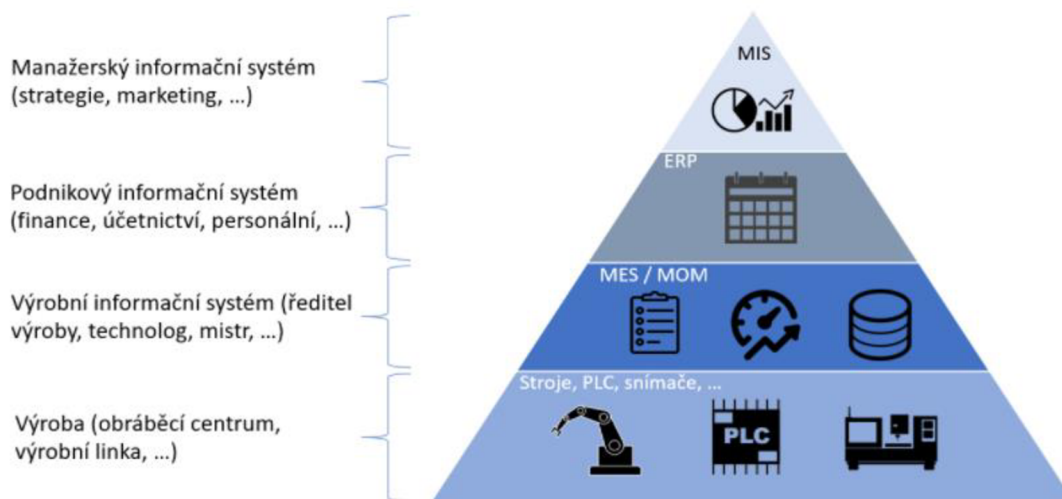 Manažerský informační systém
(strategie, marketing, ...)
MIS
Podnikový informační systém
(finance, účetnictví, personální, ...)
ERP
Výrobní informační systém (ředitel
výroby, technolog, mistr, ...)
MES / MOM
Výroba (obráběcí centrum,
výrobní linka, ...)
Stroje, PLC, snímače, ...
PLC